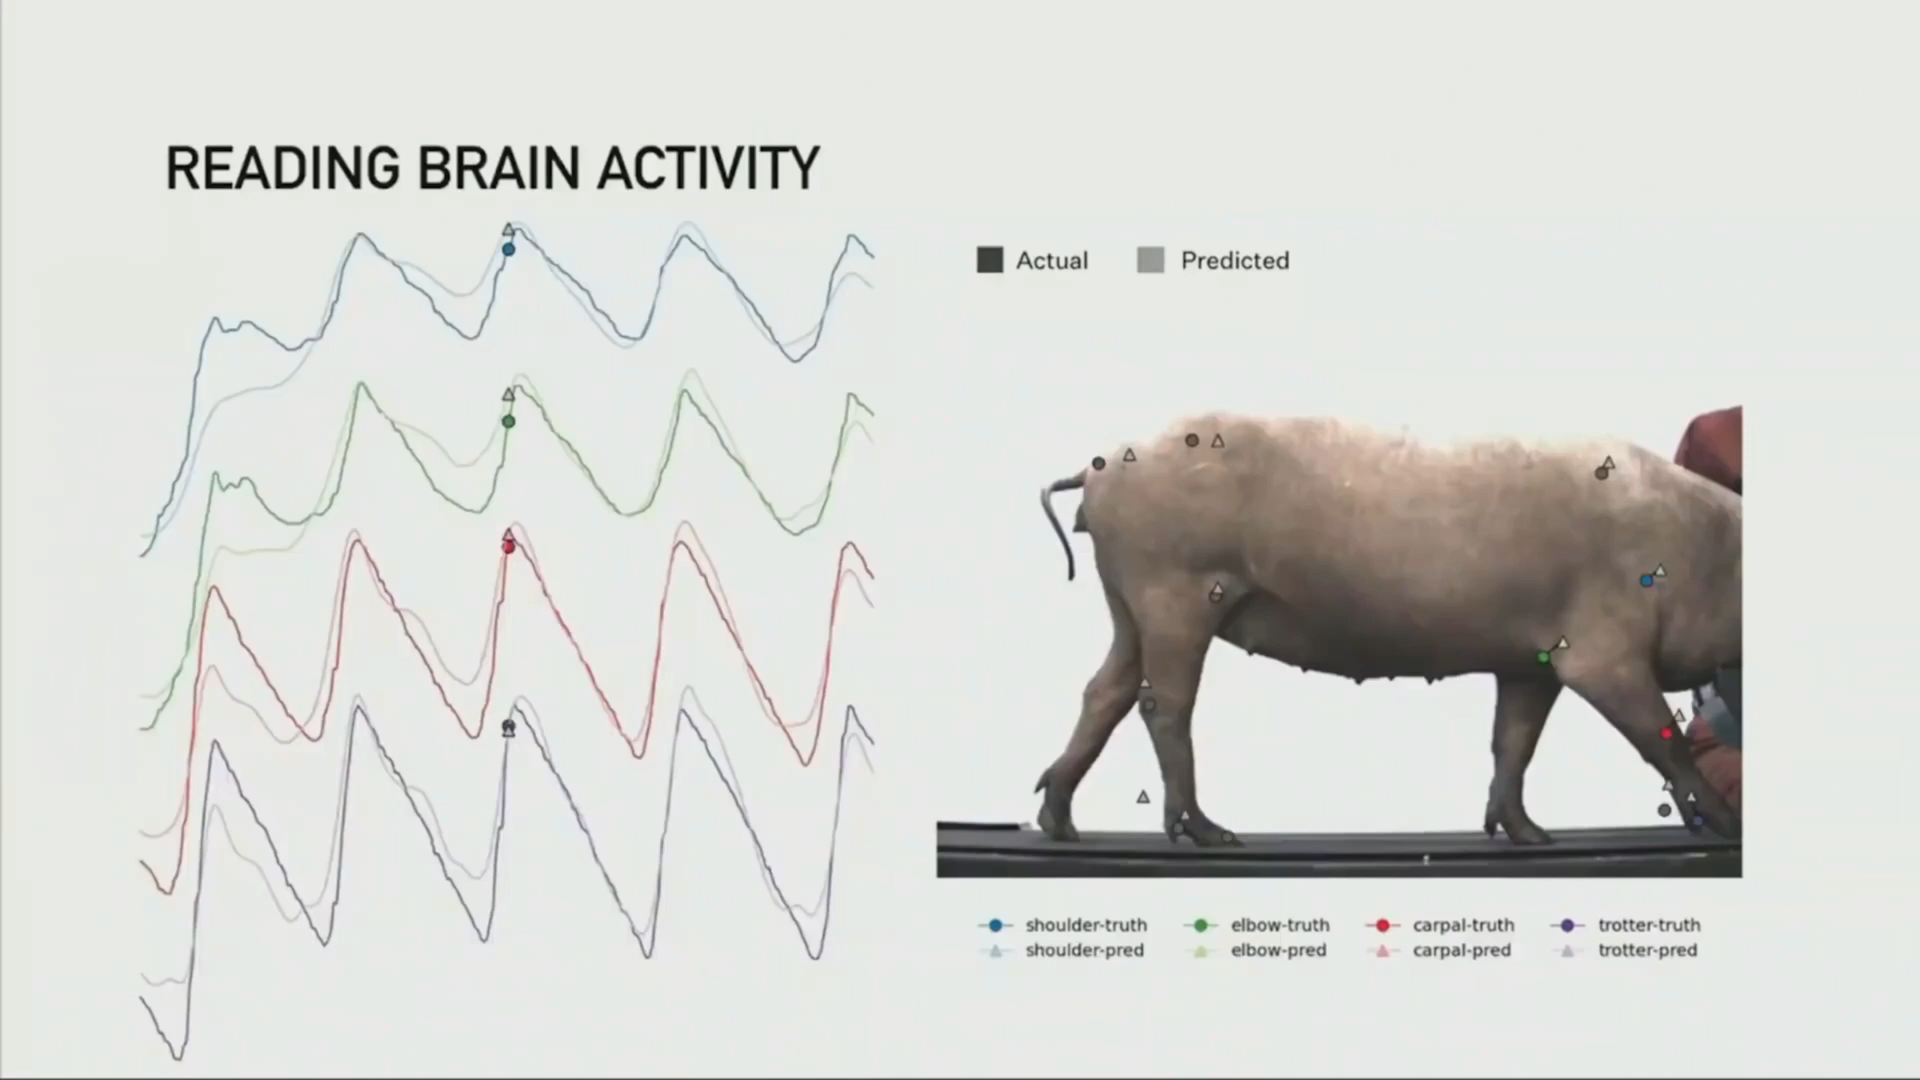 READING BRAIN ACTIVITY
Actual Predicted
shoulder-truth elbow-truth carpal-truth trotter-truth
shoulder-pred elbow-pred carpal-pred trotter-pred